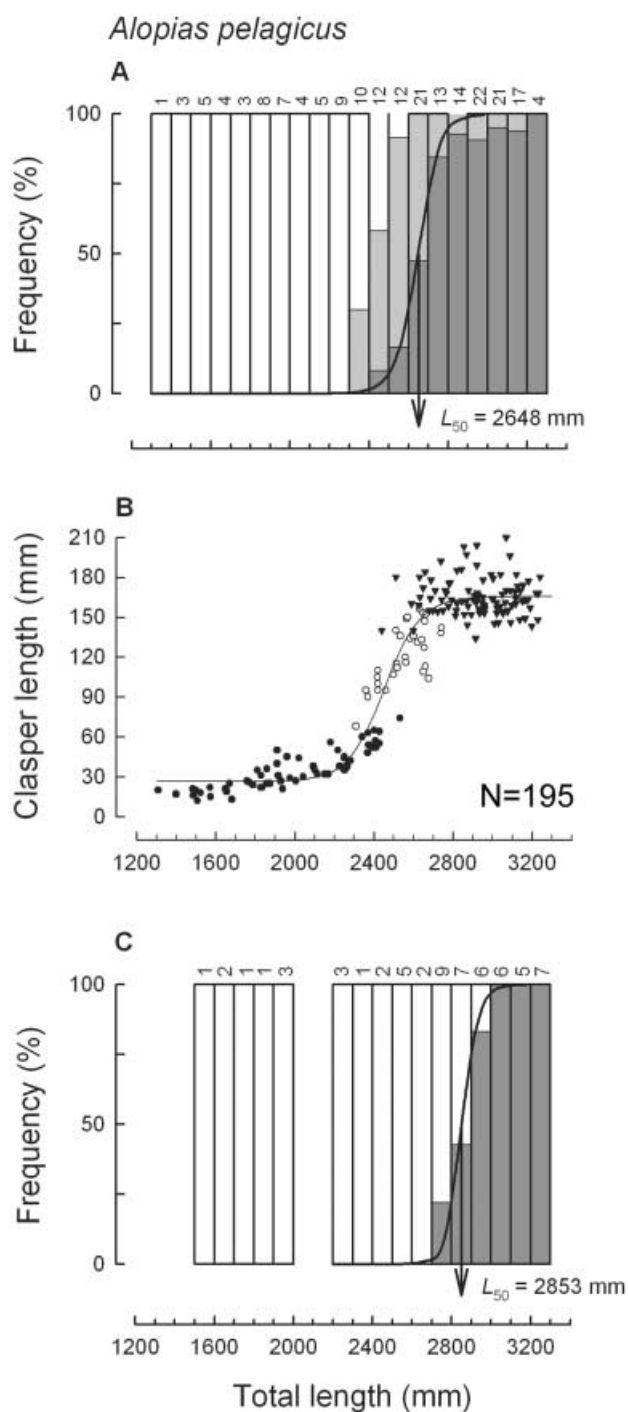 Alopias pelagicus
A
1 3 5 4 3 8 7 4 5 9 10 12 12 21 13 14 22 21 17 4
100
50
0
Frequency (%)
L50 = 2648 mm
B
210
180
150
120
90
60
30
0
Clasper length (mm)
N=195
1200 1600 2000 2400 2800 3200
C
1 2 1 1 3 3 1 2 5 2 9 7 6 6 5 7
100
50
0
Frequency (%)
L50 = 2853 mm
1200 1600 2000 2400 2800 3200
Total length (mm)